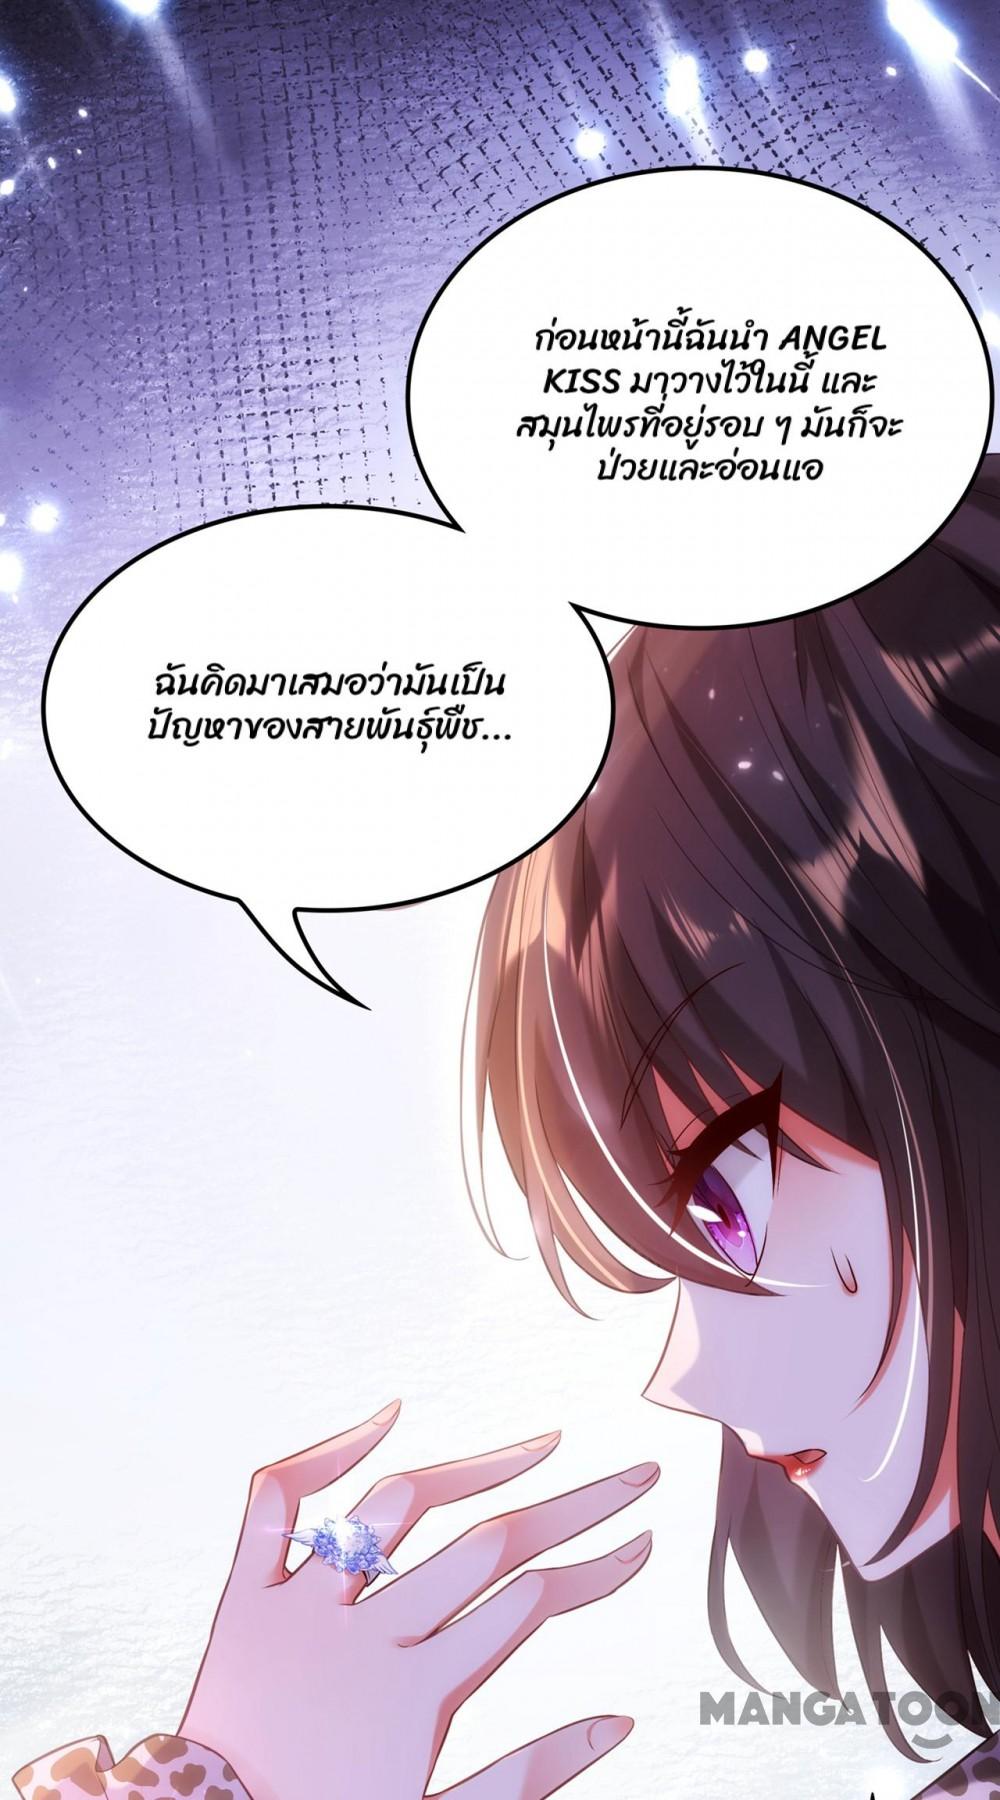 ก่อนหน้านี้ฉันนำ ANGEL
KISS มาวางไว้ในนี้ และ
สมุนไพรที่อยู่รอบ ๆ มันก็จะ
ป่วยและอ่อนแอ
ฉันคิดมาเสมอว่ามันเป็น
ปัญหาของสายพันธุ์พืช...
MANGATOON